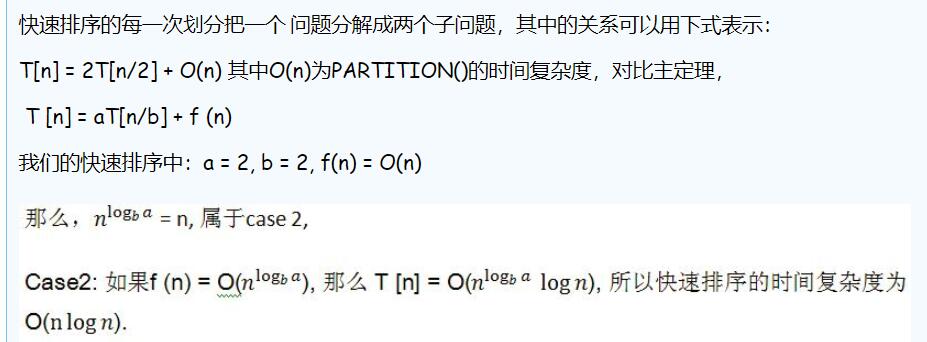 快速排序的每一次划分把一个 问题分解成两个子问题，其中的关系可以用下式表示：
T[n] = 2T[n/2] + O(n) 其中O(n)为PARTITION()的时间复杂度，对比主定理，
T [n] = aT[n/b] + f (n)
我们的快速排序中：a = 2, b = 2, f(n) = O(n)
那么，n^{log_b a} = n, 属于case 2,
Case2: 如果f (n) = O(n^{log_b a}), 那么 T [n] = O(n^{log_b a} log n), 所以快速排序的时间复杂度为
O(n log n).